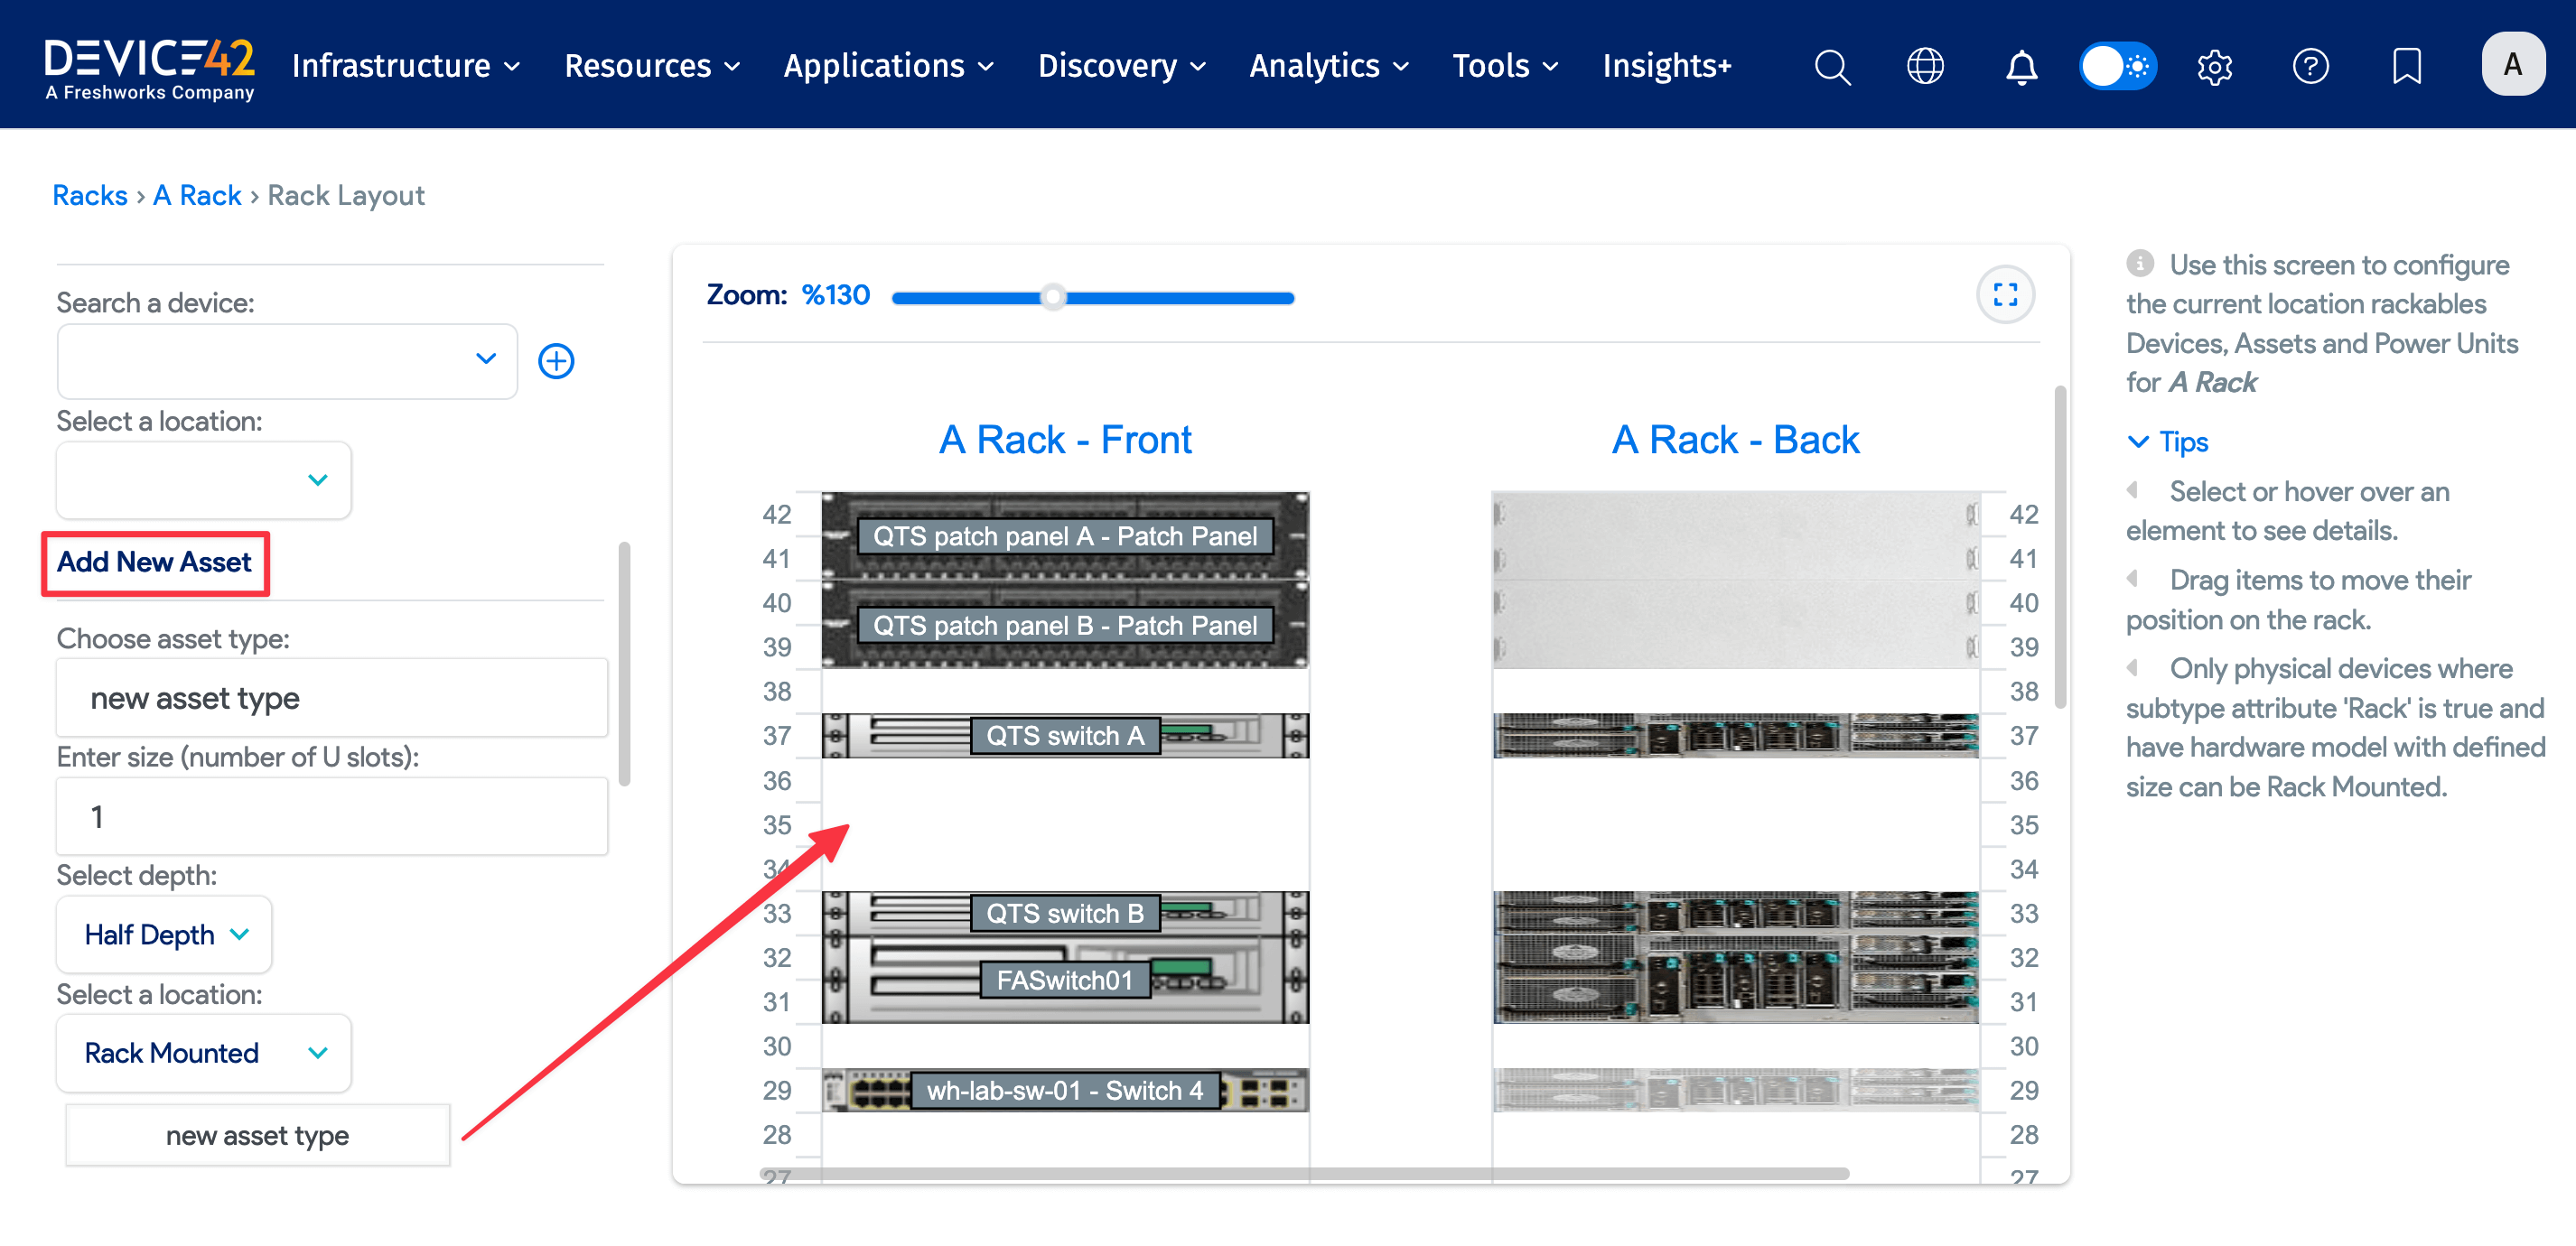 DEVICE42
A Freshworks Company
Infrastructure
Resources
Applications
Discovery
Analytics
Tools
Insights+
A
Racks › A Rack › Rack Layout
Search a device:
Select a location:
Add New Asset
Choose asset type:
new asset type
Enter size (number of U slots):
1
Select depth:
Half Depth
Select a location:
Rack Mounted
new asset type
Zoom: %130
A Rack - Front
42
41
40
39
38
37
36
35
34
33
32
31
30
29
28
27
QTS patch panel A - Patch Panel
QTS patch panel B - Patch Panel
QTS switch A
QTS switch B
FASwitch01
wh-lab-sw-01 - Switch 4
A Rack - Back
42
41
40
39
38
37
36
35
34
33
32
31
30
29
28
27
Use this screen to configure
the current location rackables
Devices, Assets and Power Units
for A Rack
Tips
Select or hover over an
element to see details.
Drag items to move their
position on the rack.
Only physical devices where
subtype attribute 'Rack' is true and
have hardware model with defined
size can be Rack Mounted.